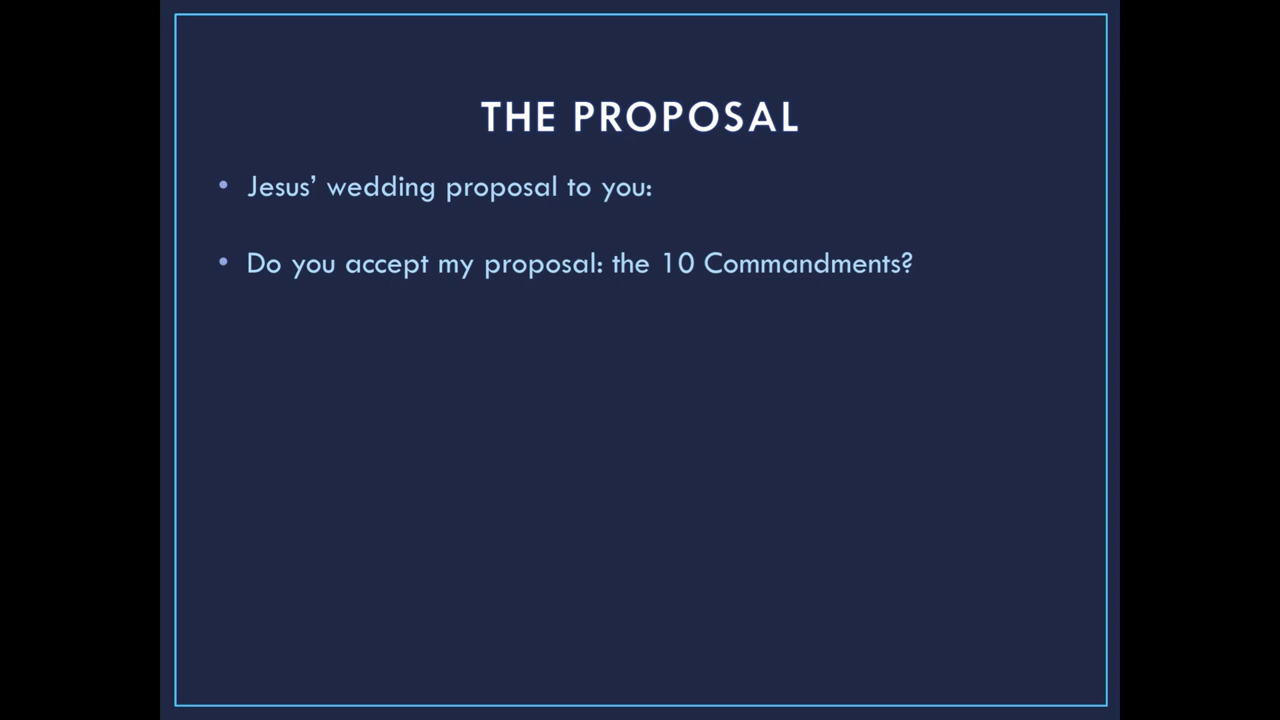 THE PROPOSAL
• Jesus’ wedding proposal to you:
• Do you accept my proposal: the 10 Commandments?